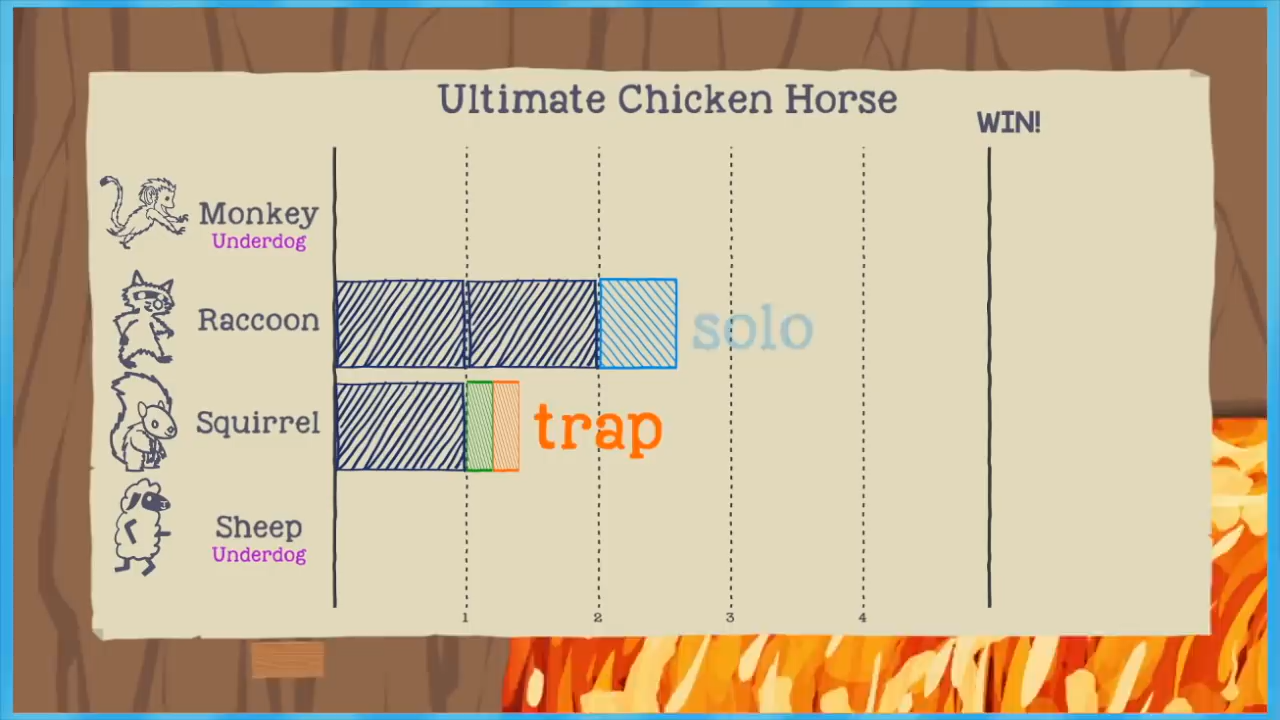 Ultimate Chicken Horse
WIN!
Monkey
Underdog
Raccoon
solo
Squirrel
trap
Sheep
Underdog
1 2 3 4